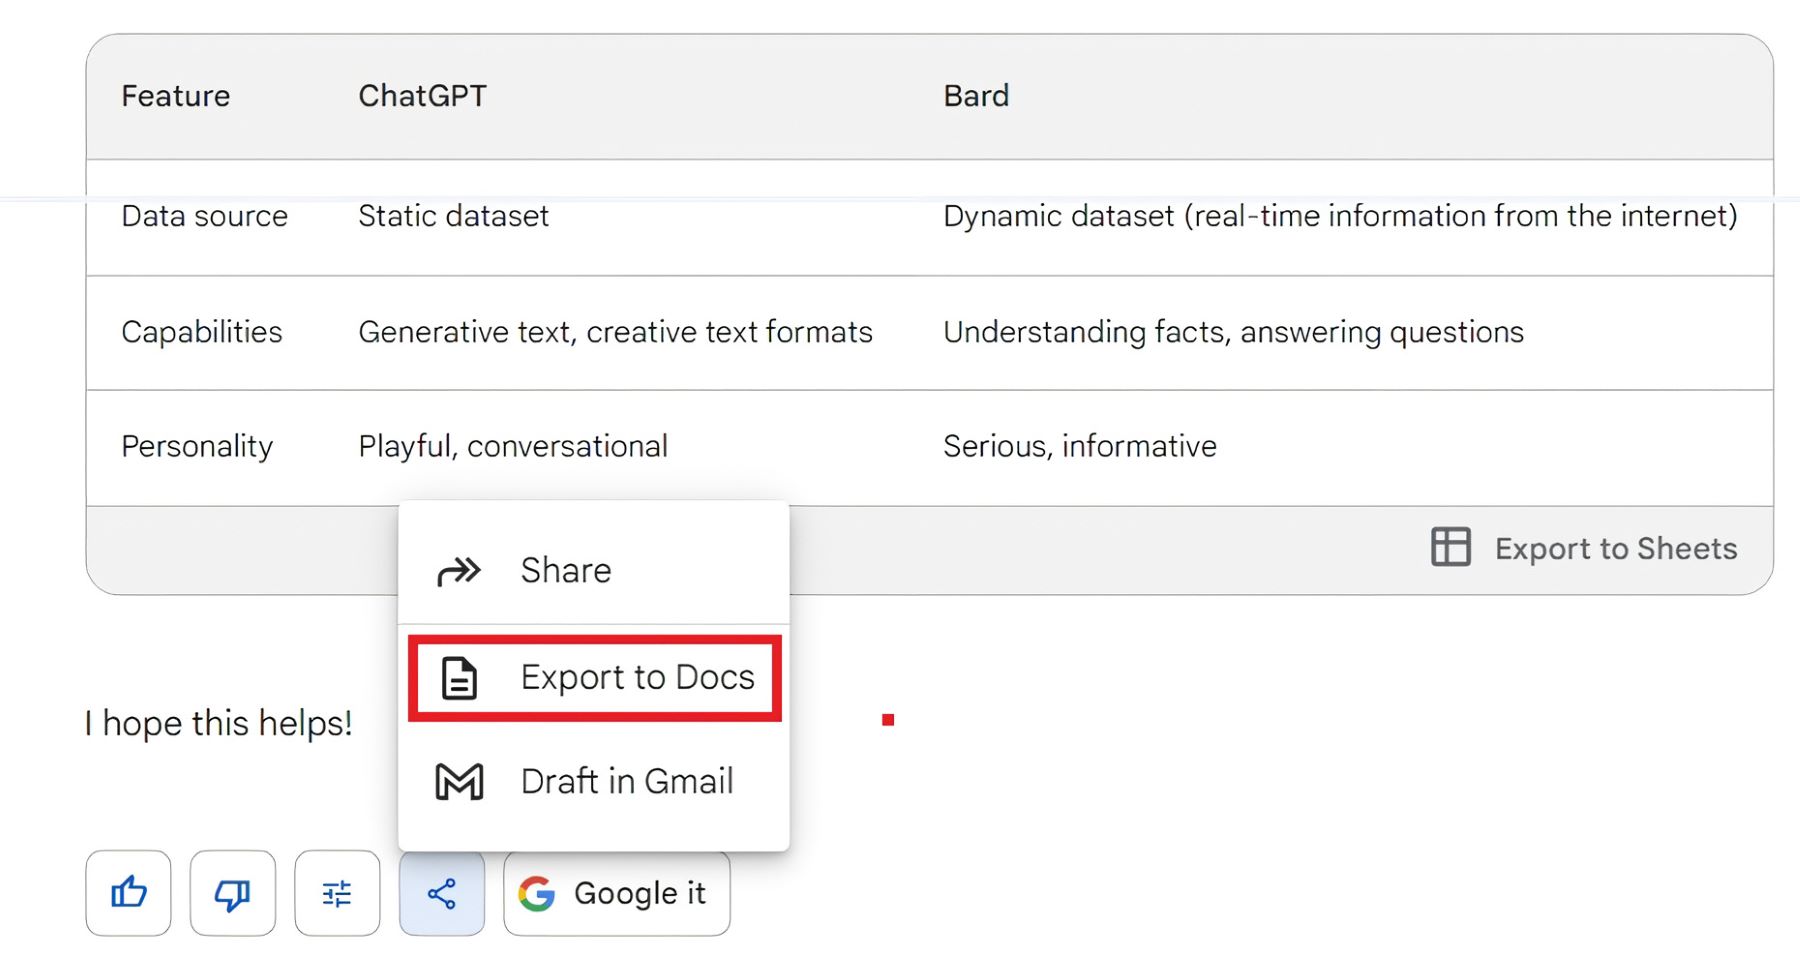 Feature ChatGPT Bard
Data source Static dataset Dynamic dataset (real-time information from the internet)
Capabilities Generative text, creative text formats Understanding facts, answering questions
Personality Playful, conversational Serious, informative
Export to Sheets
Share
Export to Docs
Draft in Gmail
I hope this helps!
Google it